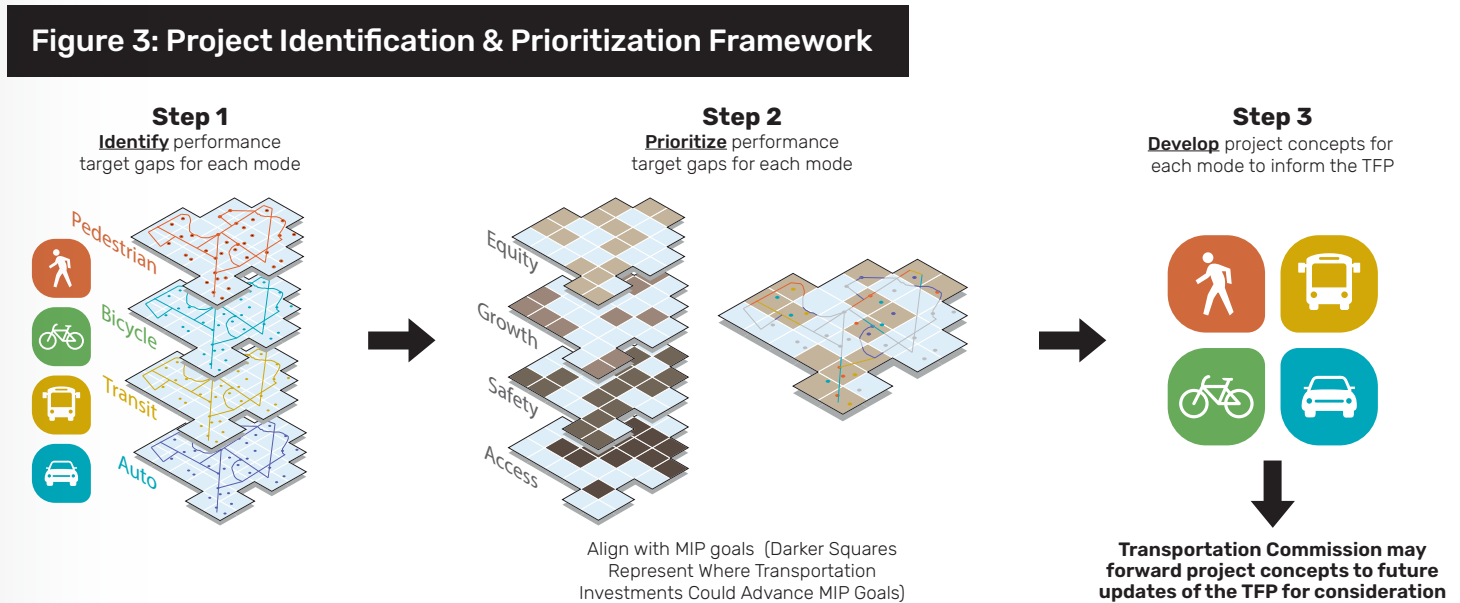 Figure 3: Project Identification & Prioritization Framework
Step 1
Identify performance
target gaps for each mode
Pedestrian
Bicycle
Transit
Auto
Step 2
Prioritize performance
target gaps for each mode
Equity
Growth
Safety
Access
Align with MIP goals (Darker Squares
Represent Where Transportation
Investments Could Advance MIP Goals)
Step 3
Develop project concepts for
each mode to inform the TFP
Transportation Commission may
forward project concepts to future
updates of the TFP for consideration